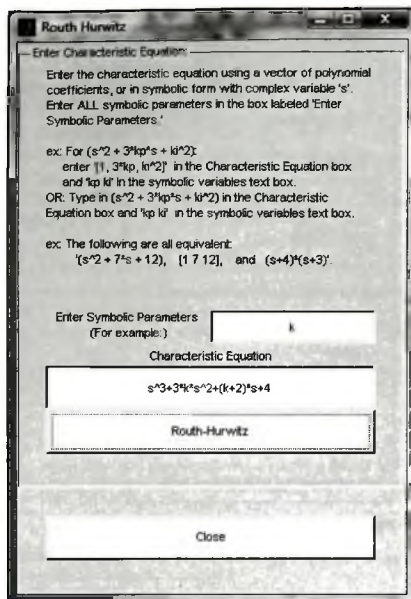 Routh Hurwitz
Enter Characteristic Equation:
Enter the characteristic equation using a vector of polynomial
coefficients, or in symbolic form with complex variable 's'.
Enter ALL symbolic parameters in the box labeled 'Enter
Symbolic Parameters.'
ex: For (s^2 + 3*kp*s + ki^2):
enter '[1, 3*kp, ki^2]' in the Characteristic Equation box
and 'kp ki' in the symbolic variables text box.
OR: Type in (s^2 + 3*kp*s + ki^2) in the Characteristic
Equation box and 'kp ki' in the symbolic variables text box.
ex: The following are all equivalent:
'(s^2 + 7*s + 12), [1 7 12], and (s+4)*(s+3)'.
Enter Symbolic Parameters
(For example:)
k
Characteristic Equation
s^3+3*k*s^2+(k+2)*s+4
Routh-Hurwitz
Close